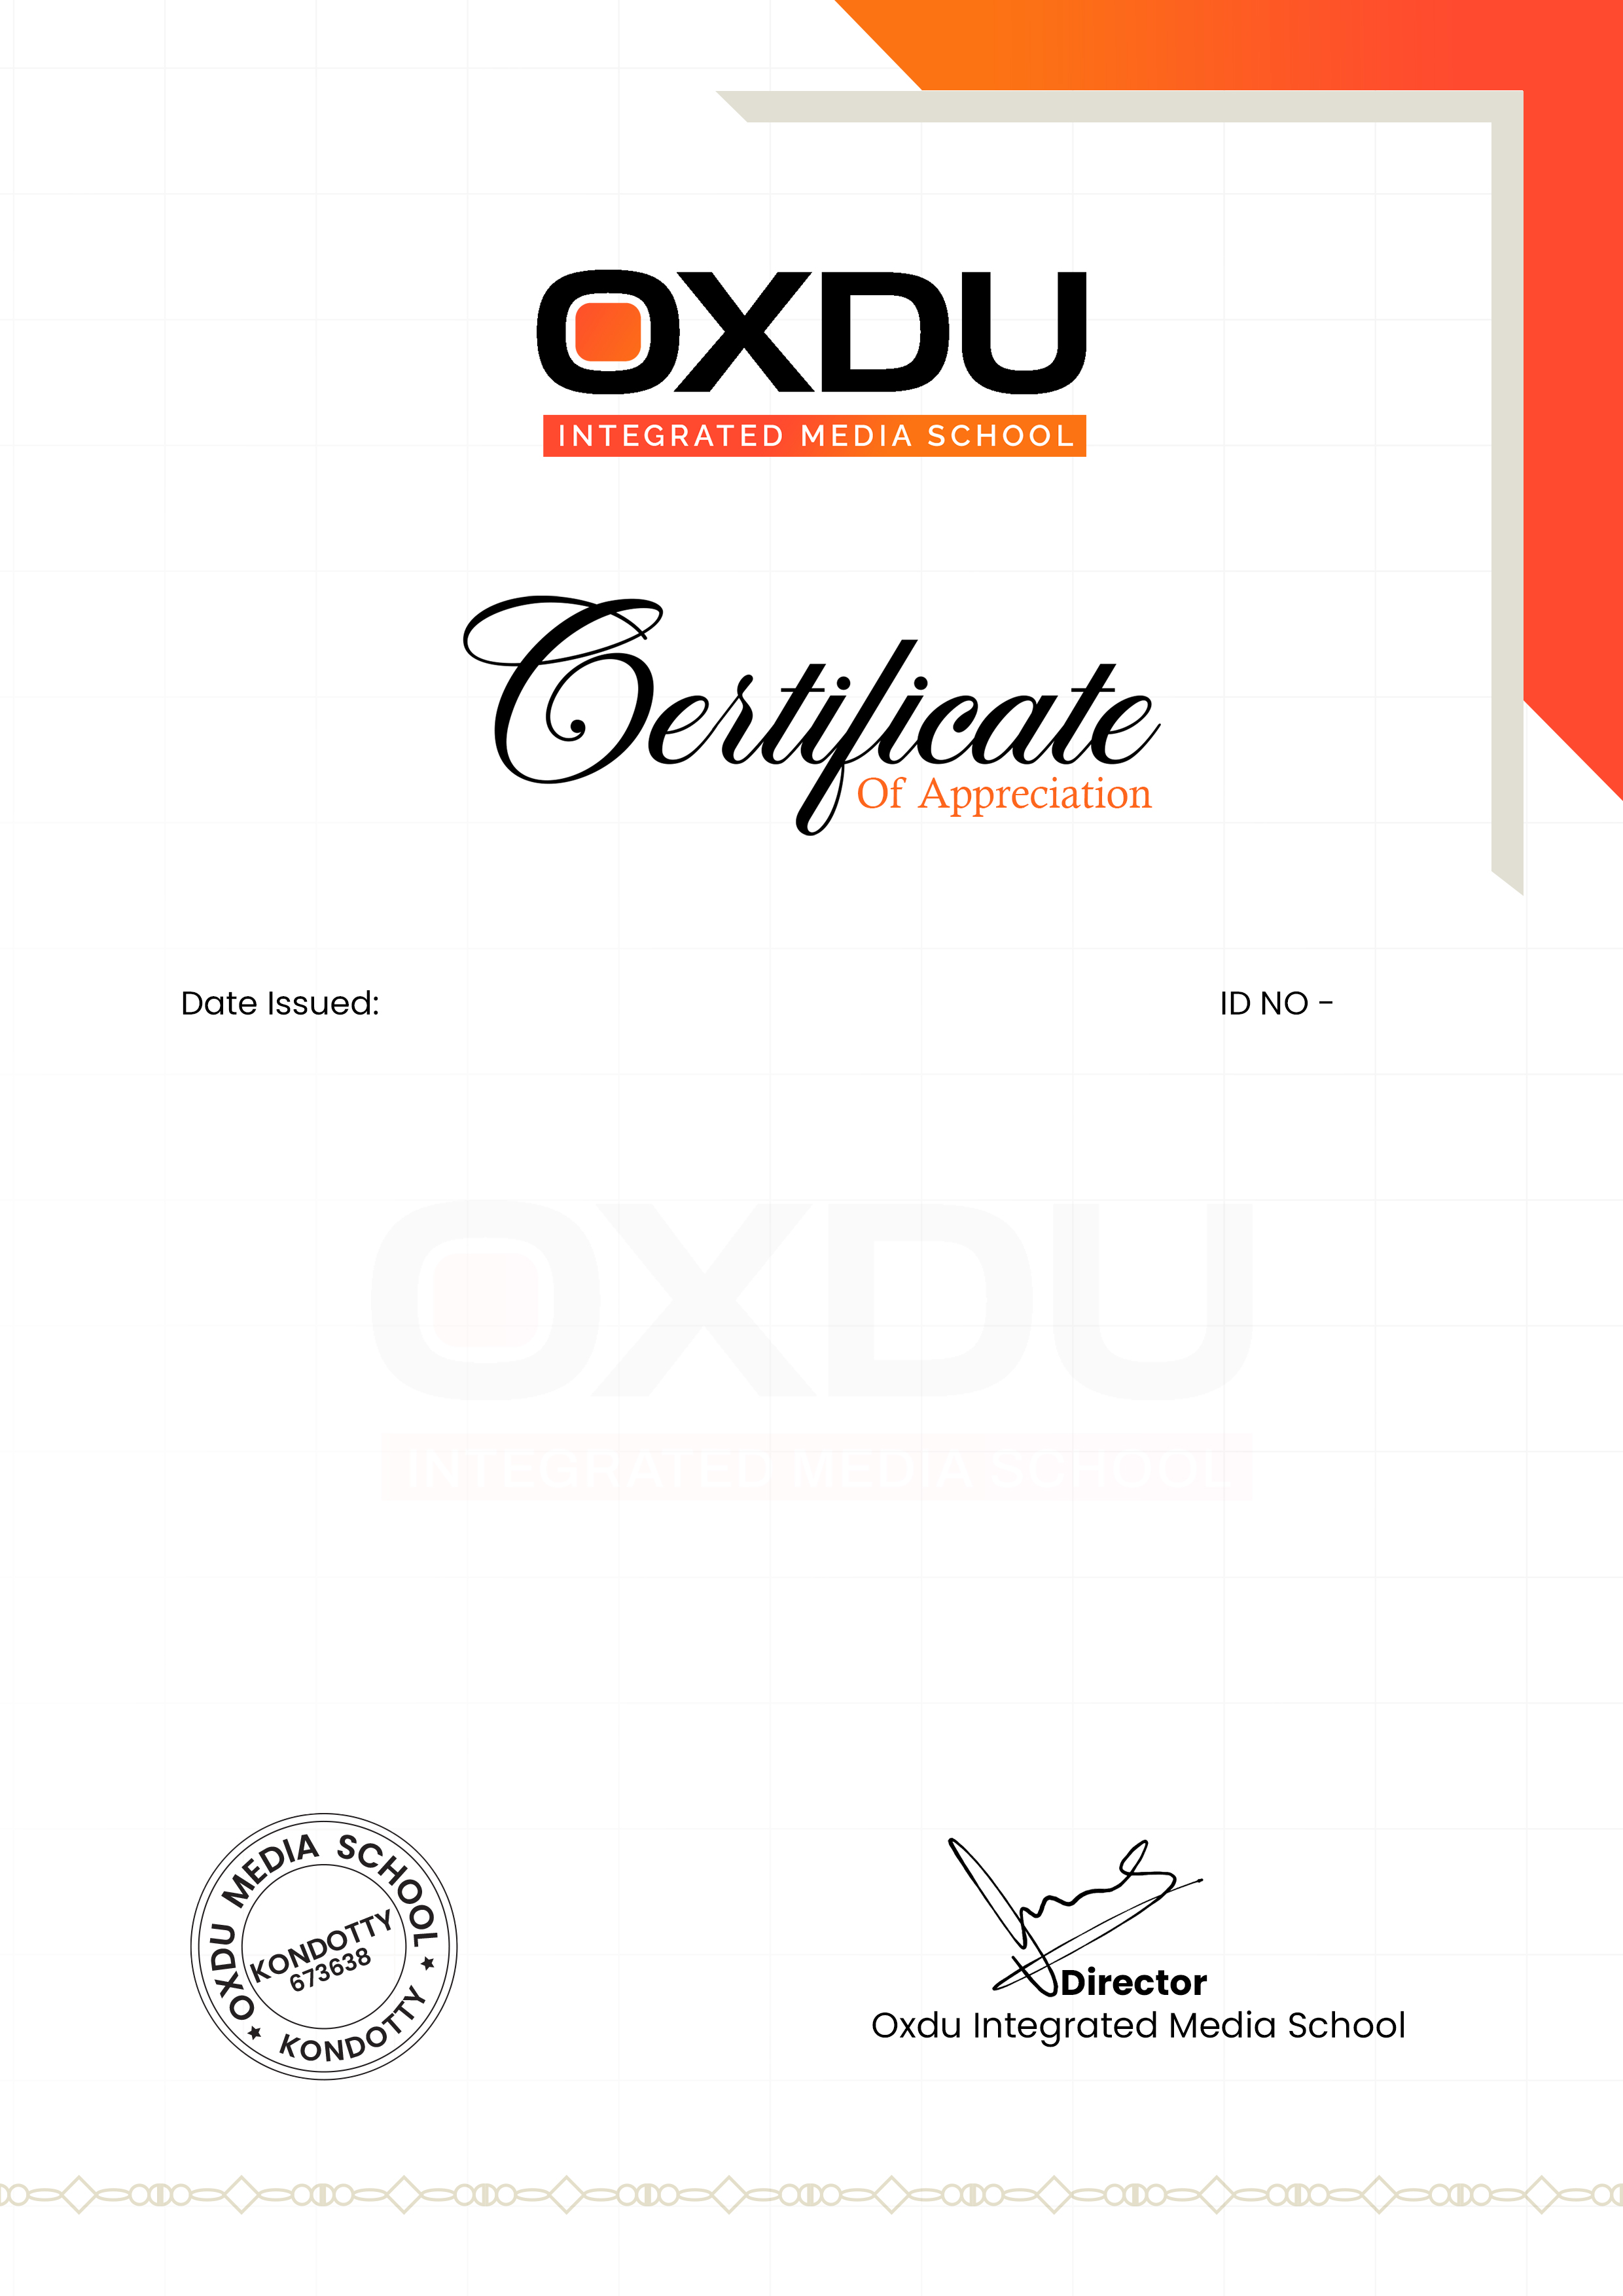 OXDU
INTEGRATED MEDIA SCHOOL
Certificate
Of Appreciation
Date Issued:
ID NO -
OXDU
INTEGRATED MEDIA SCHOOL
OXDU MEDIA SCHOOL
KONDOTTY
673638
KONDOTTY
Director
Oxdu Integrated Media School